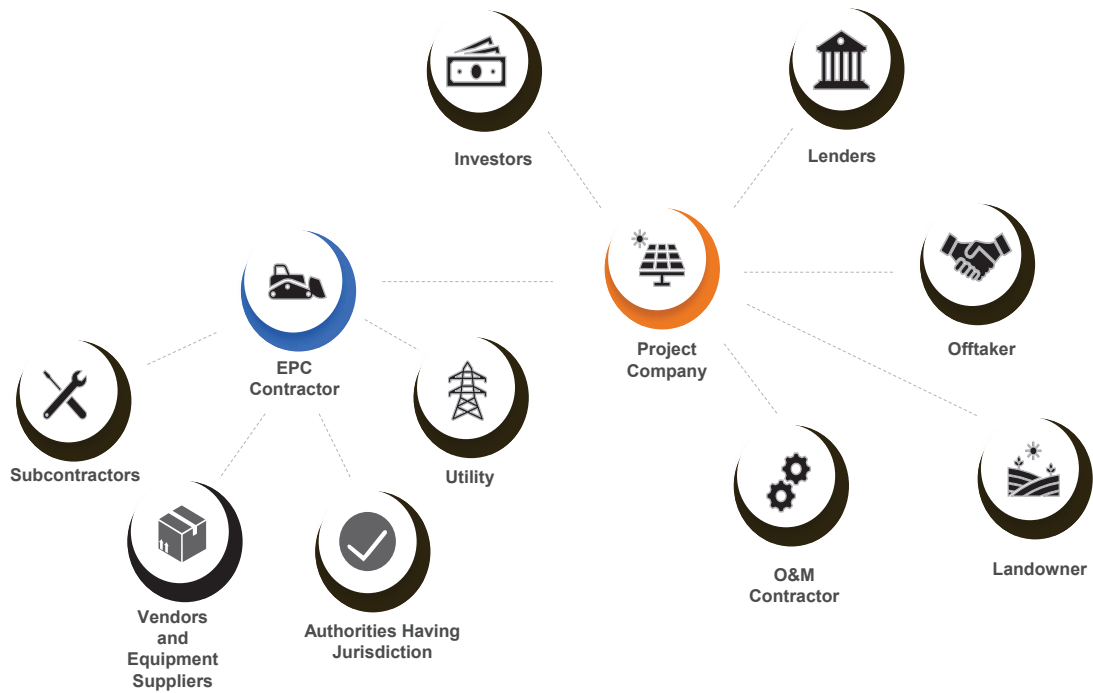 Investors
Lenders
Project
Company
Offtaker
EPC
Contractor
Subcontractors
Utility
Vendors
and
Equipment
Suppliers
Authorities Having
Jurisdiction
O&M
Contractor
Landowner